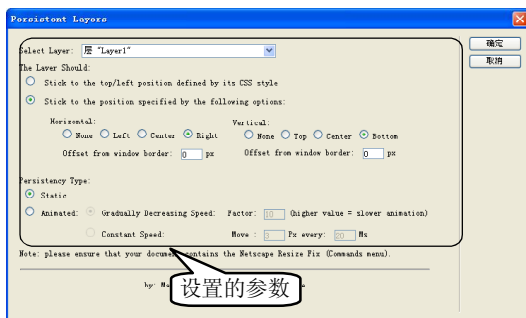 Persistent Layers
Select Layer: 层 "Layer1"
确定
取消
The Layer Should:
Stick to the top/left position defined by its CSS style
Stick to the position specified by the following options:
Horizontal: Vertical:
None Left Center Right None Top Center Bottom
Offset from window border: 0 px Offset from window border: 0 px
Persistency Type:
Static
Animated: Gradually Decreasing Speed: Factor: 10 (higher value = slower animation)
Constant Speed: Move : 3 Px every: 20 Ms
Note: please ensure that your document contains the Netscape Resize Fix (Commands menu).
by: Ma
设置的参数